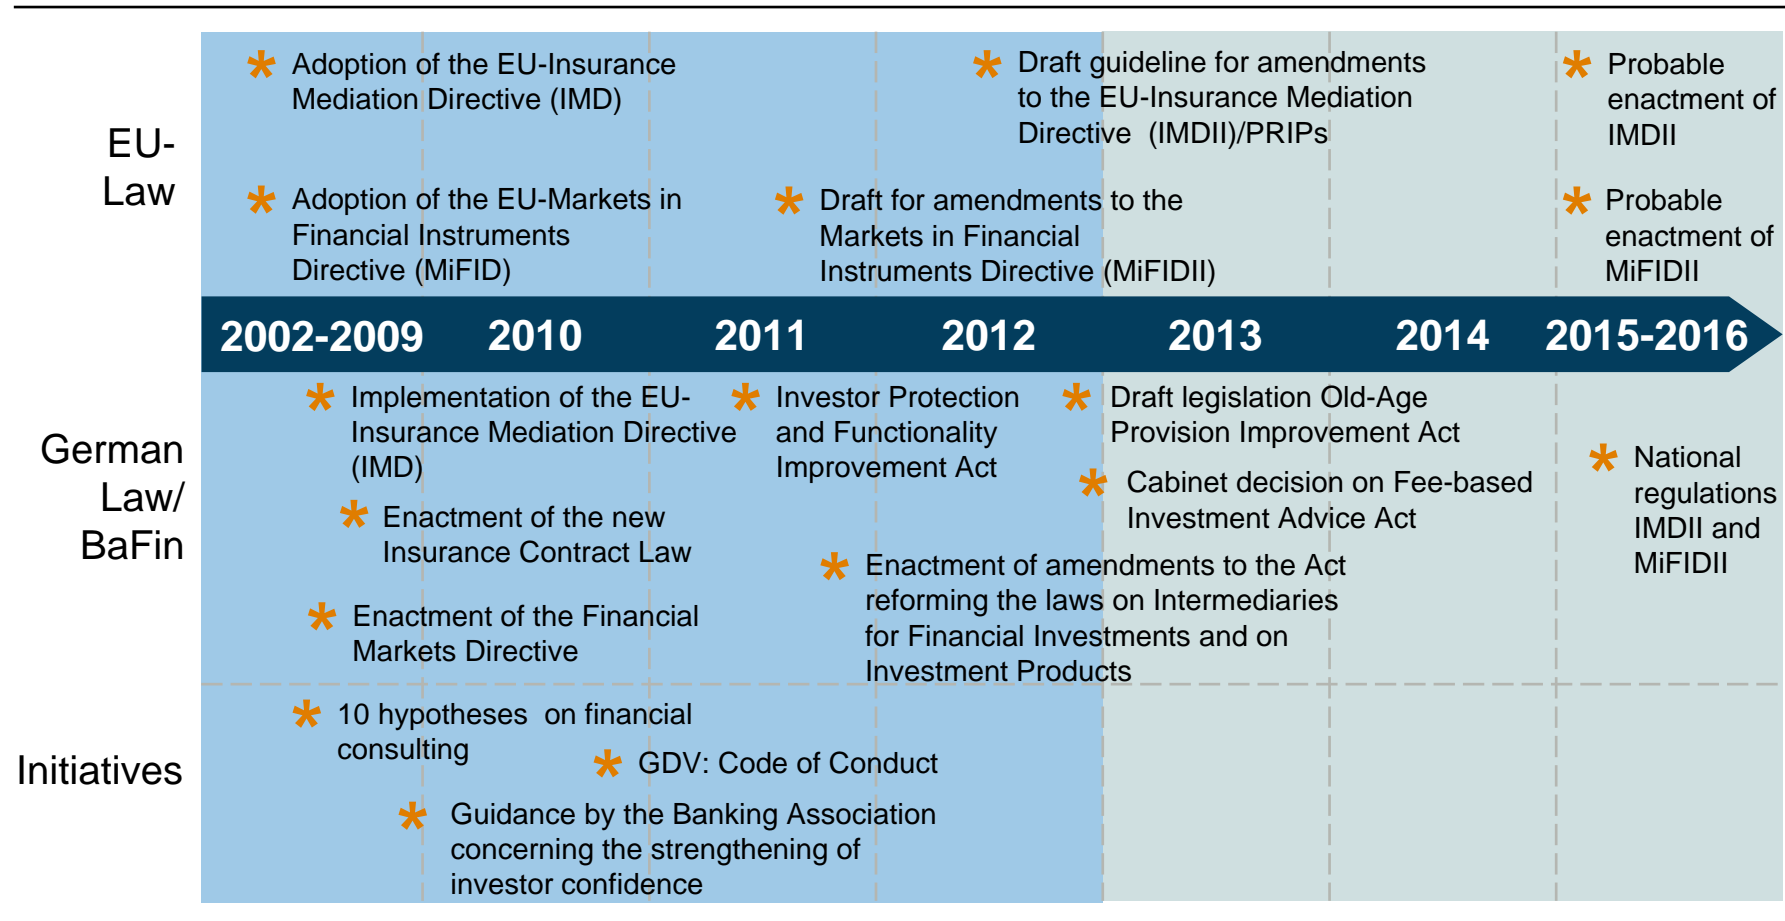 EU-
Law
* Adoption of the EU-Insurance
Mediation Directive (IMD)
* Adoption of the EU-Markets in
Financial Instruments
Directive (MiFID)
* Draft guideline for amendments
to the EU-Insurance Mediation
Directive  (IMDII)/PRIPs
* Draft for amendments to the
Markets in Financial
Instruments Directive (MiFIDII)
* Probable
enactment of
IMDII
* Probable
enactment of
MiFIDII
2002-2009 2010 2011 2012 2013 2014 2015-2016
German
Law/
BaFin
* Implementation of the EU-
Insurance Mediation Directive
(IMD)
* Enactment of the new
Insurance Contract Law
* Enactment of the Financial
Markets Directive
* Investor Protection
and Functionality
Improvement Act
* Draft legislation Old-Age
Provision Improvement Act
* Cabinet decision on Fee-based
Investment Advice Act
* Enactment of amendments to the Act
reforming the laws on Intermediaries
for Financial Investments and on
Investment Products
* National
regulations
IMDII and
MiFIDII
Initiatives
* 10 hypotheses  on financial
consulting
* GDV: Code of Conduct
* Guidance by the Banking Association
concerning the strengthening of
investor confidence